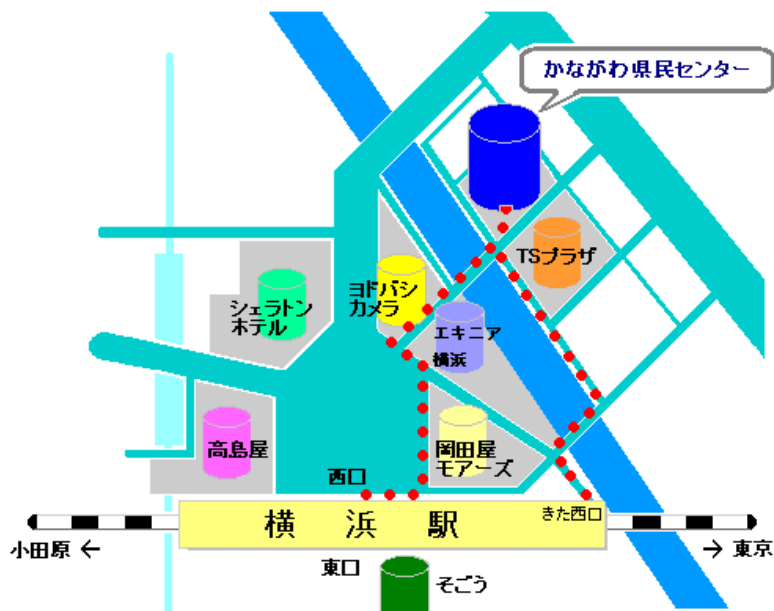 かながわ県民センター
TSプラザ
ヨドバシ
カメラ
シェラトン
ホテル
エキニア
横浜
高島屋
岡田屋
モアーズ
西口
きた西口
横浜駅
小田原 ←
→ 東京
東口
そごう